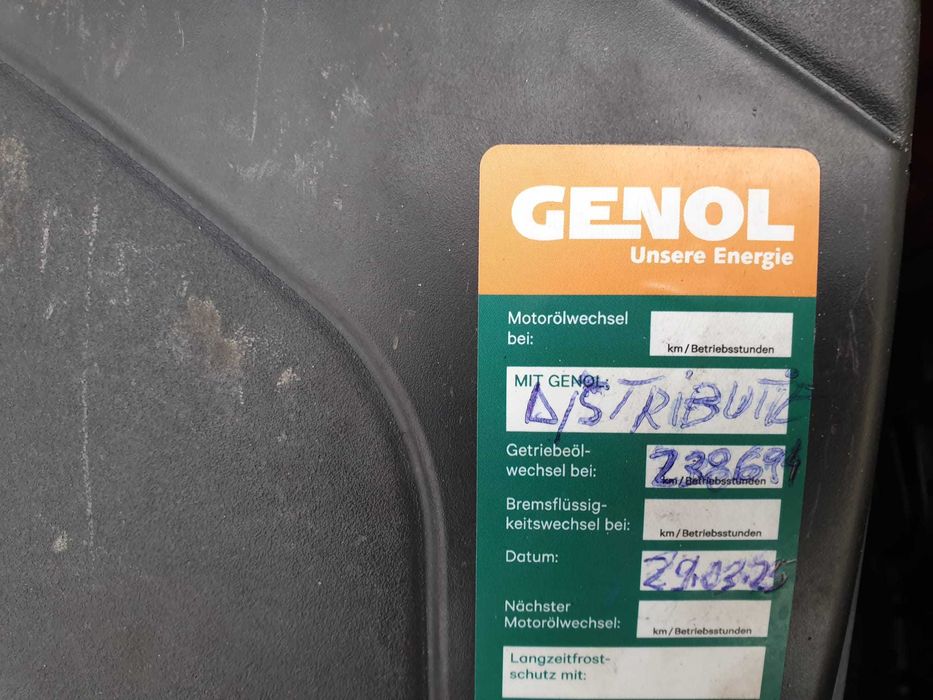 GENOL
Unsere Energie
Motorölwechsel
bei:
km/Betriebsstunden
MIT GENOL:
DISTRIBUTIE
Getriebeöl-
wechsel bei:
238694
km/Betriebsstunden
Bremsflüssig-
keitswechsel bei:
km/Betriebsstunden
Datum:
29.03.25
Nächster
Motorölwechsel:
km/Betriebsstunden
Langzeitfrost-
schutz mit: